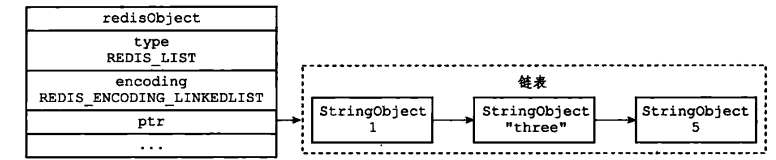 redisObject
type
REDIS_LIST
encoding
REDIS_ENCODING_LINKEDLIST
ptr
...
链表
StringObject
1
StringObject
"three"
StringObject
5